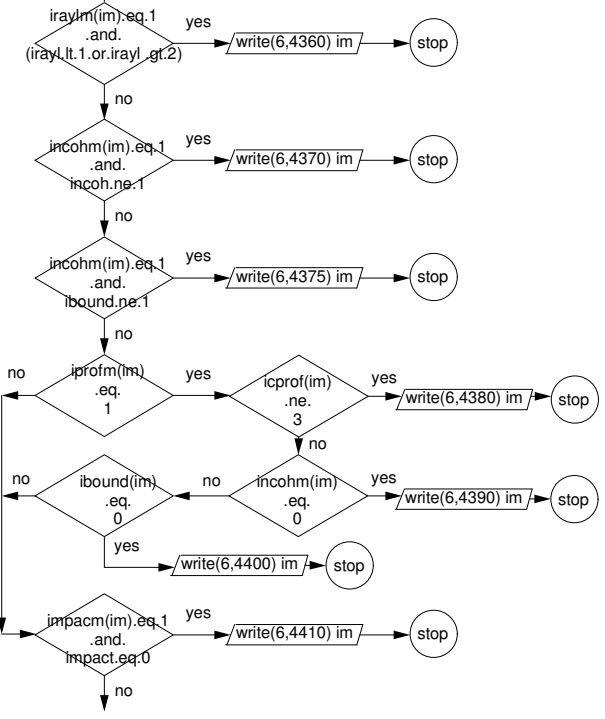 iraylm(im).eq.1
.and.
(irayl.lt.1.or.irayl .gt.2)
yes
write(6,4360) im
stop
no
incohm(im).eq.1
.and.
incoh.ne.1
yes
write(6,4370) im
stop
no
incohm(im).eq.1
.and.
ibound.ne.1
yes
write(6,4375) im
stop
no
no
iprofm(im)
.eq.
1
yes
icprof(im)
.ne.
3
yes
write(6,4380) im
stop
no
no
ibound(im)
.eq.
0
no
incohm(im)
.eq.
0
yes
write(6,4390) im
stop
yes
write(6,4400) im
stop
impacm(im).eq.1
.and.
impact.eq.0
yes
write(6,4410) im
stop
no